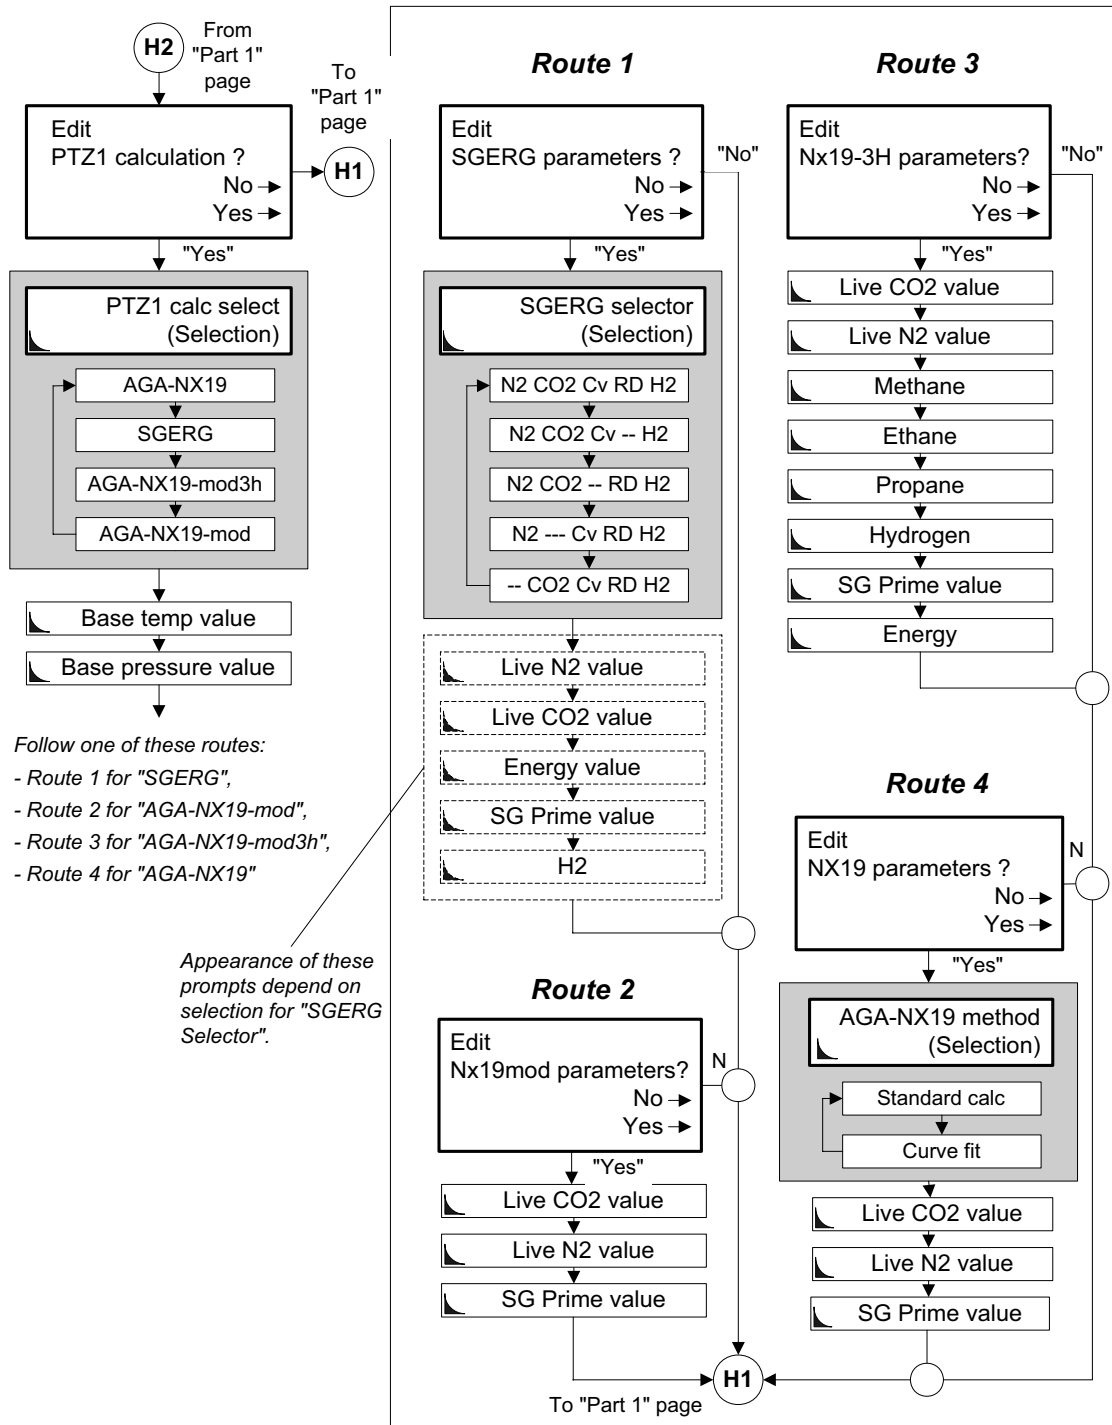 H2
From
"Part 1"
page
To
"Part 1"
page
H1
Edit
PTZ1 calculation ?
No
Yes
"Yes"
PTZ1 calc select
(Selection)
AGA-NX19
SGERG
AGA-NX19-mod3h
AGA-NX19-mod
Base temp value
Base pressure value
Follow one of these routes:
- Route 1 for "SGERG",
- Route 2 for "AGA-NX19-mod",
- Route 3 for "AGA-NX19-mod3h",
- Route 4 for "AGA-NX19"
Appearance of these
prompts depend on
selection for "SGERG
Selector".
Route 1
Edit
SGERG parameters ?
No
Yes
"No"
"Yes"
SGERG selector
(Selection)
N2 CO2 Cv RD H2
N2 CO2 Cv -- H2
N2 CO2 -- RD H2
N2 --- Cv RD H2
-- CO2 Cv RD H2
Live N2 value
Live CO2 value
Energy value
SG Prime value
H2
Route 2
Edit
Nx19mod parameters?
No
Yes
N
"Yes"
Live CO2 value
Live N2 value
SG Prime value
H1
To "Part 1" page
Route 3
Edit
Nx19-3H parameters?
No
Yes
"No"
"Yes"
Live CO2 value
Live N2 value
Methane
Ethane
Propane
Hydrogen
SG Prime value
Energy
Route 4
Edit
NX19 parameters ?
No
Yes
N
"Yes"
AGA-NX19 method
(Selection)
Standard calc
Curve fit
Live CO2 value
Live N2 value
SG Prime value